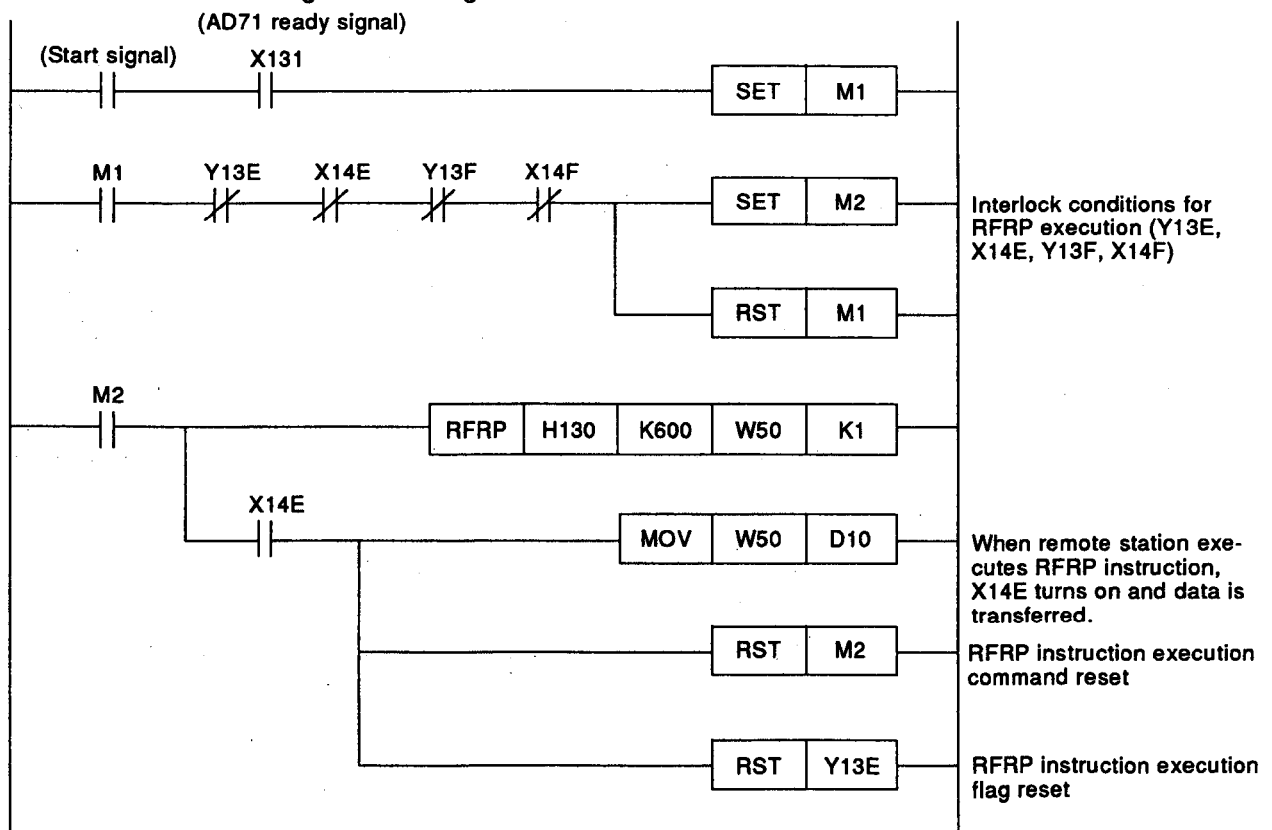 (AD71 ready signal)
(Start signal) X131
SET M1
M1 Y13E X14E Y13F X14F
SET M2
Interlock conditions for
RFRP execution (Y13E,
X14E, Y13F, X14F)
RST M1
M2
RFRP H130 K600 W50 K1
X14E
MOV W50 D10
When remote station exe-
cutes RFRP instruction,
X14E turns on and data is
transferred.
RST M2
RFRP instruction execution
command reset
RST Y13E
RFRP instruction execution
flag reset